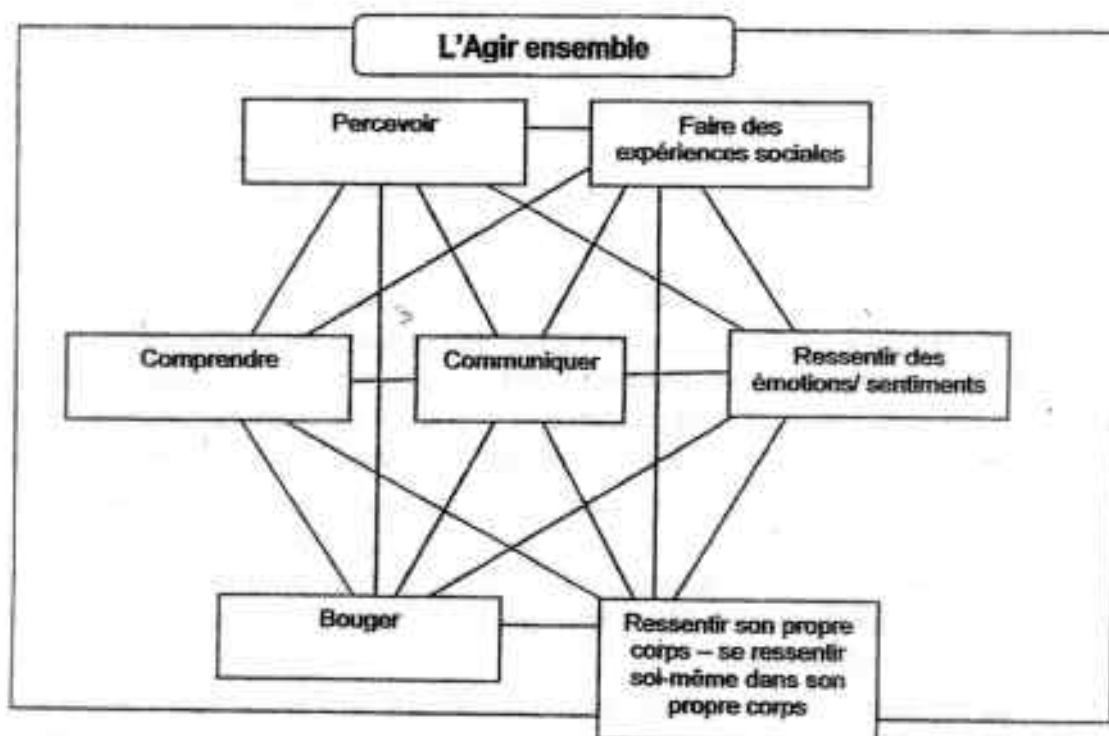 L'Agir ensemble
Percevoir
Faire des
expériences sociales
Comprendre
Communiquer
Ressentir des
émotions/ sentiments
Bouger
Ressentir son propre
corps – se ressentir
soi-même dans son
propre corps